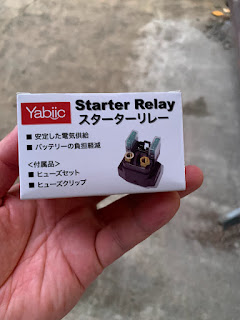 Yabiic
Starter Relay
スターターリレー
■ 安定した電気供給
■ バッテリーの負担軽減
<付属品>
■ ヒューズセット
■ ヒューズクリップ